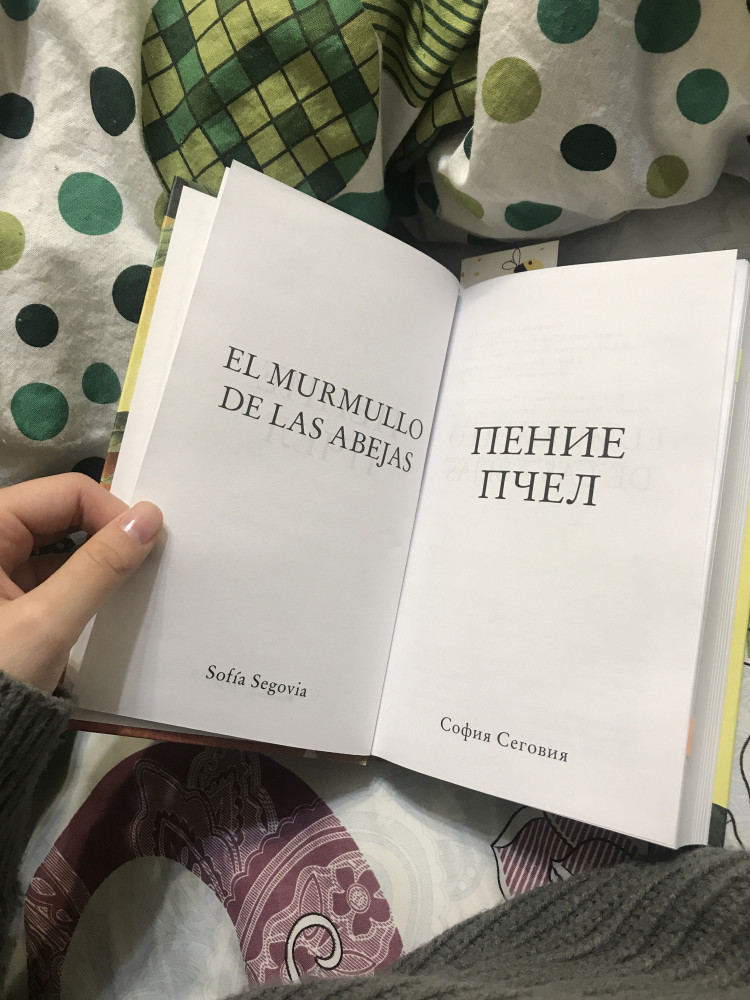 EL MURMULLO
DE LAS ABEJAS
Sofía Segovia
ПЕНИЕ
ПЧЕЛ
София Сеговия